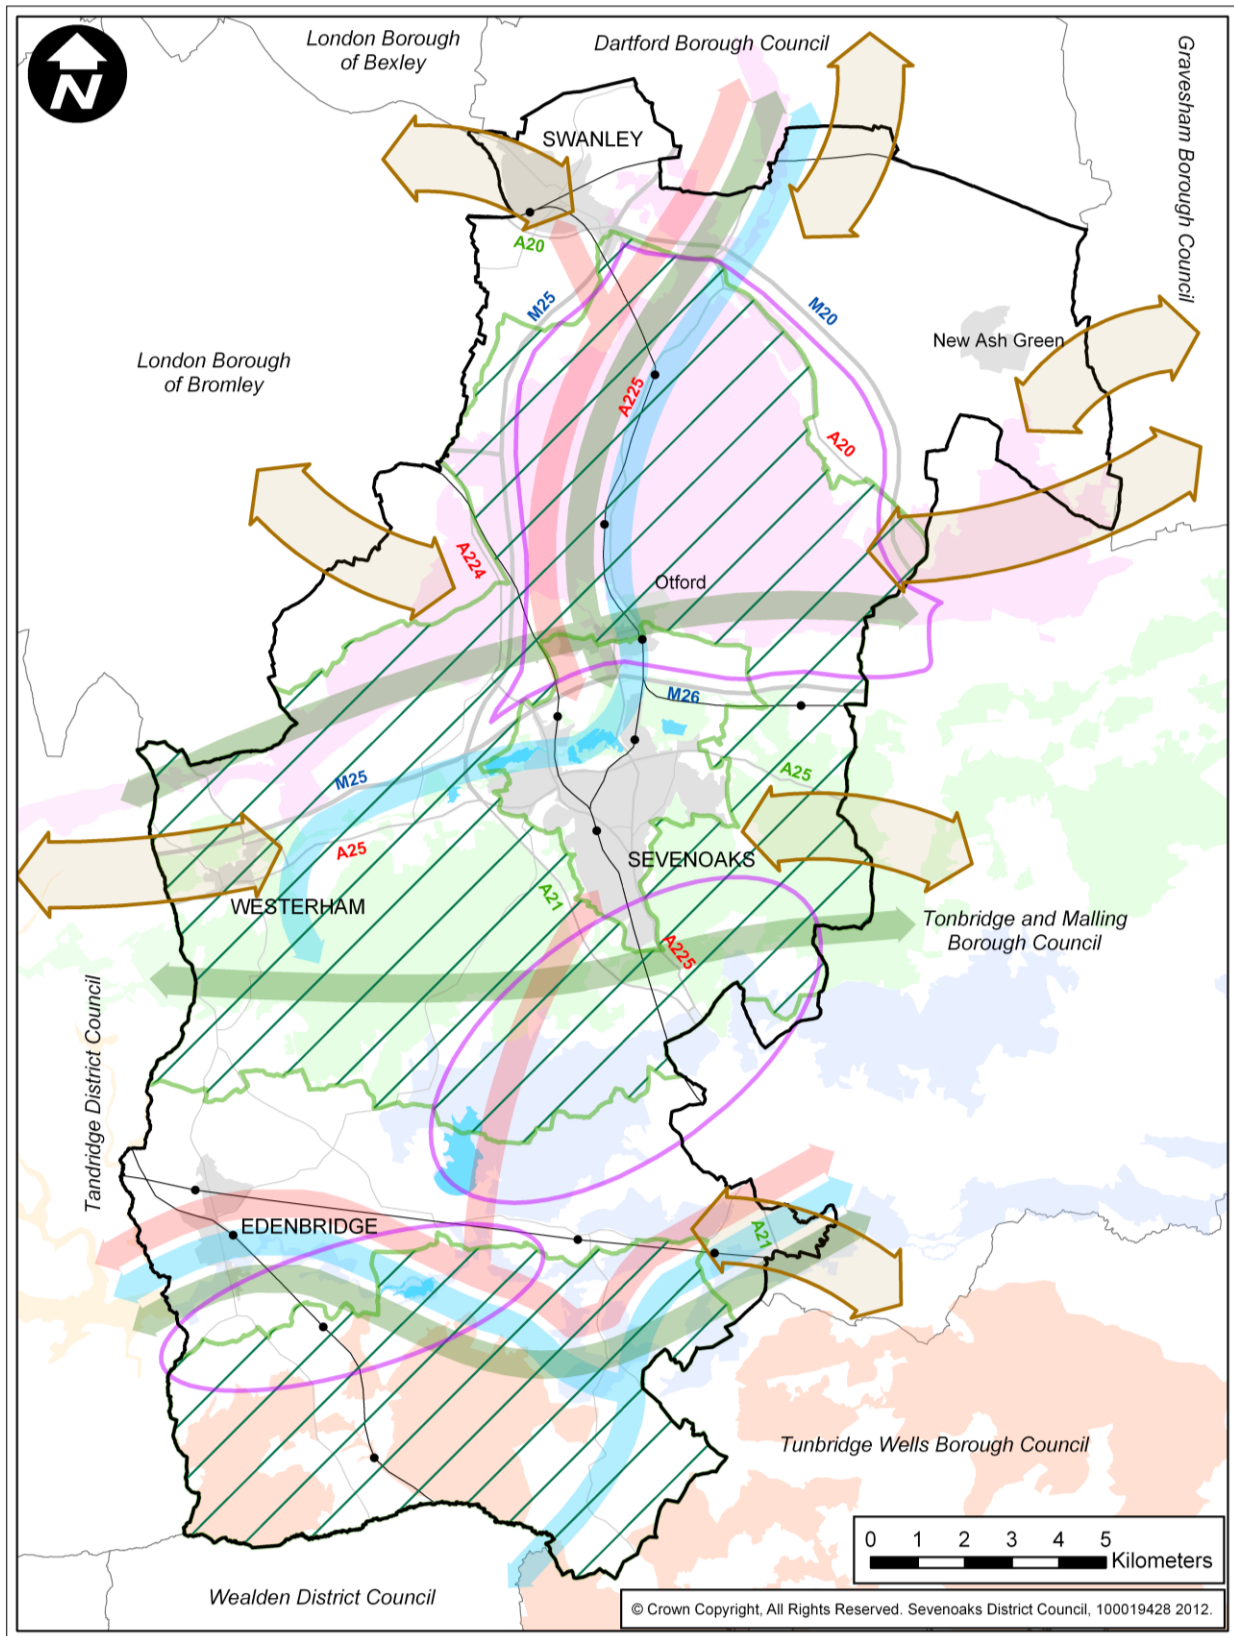 London Borough
of Bexley
Dartford Borough Council
Gravesham Borough Council
N
SWANLEY
A20
M25
M20
New Ash Green
London Borough
of Bromley
A225
A20
A224
Otford
M26
M25
A25
A25
SEVENOAKS
A21
WESTERHAM
A225
Tonbridge and Malling
Borough Council
Tandridge District Council
EDENBRIDGE
A21
Tunbridge Wells Borough Council
0 1 2 3 4 5
Kilometers
Wealden District Council
© Crown Copyright, All Rights Reserved. Sevenoaks District Council, 100019428 2012.